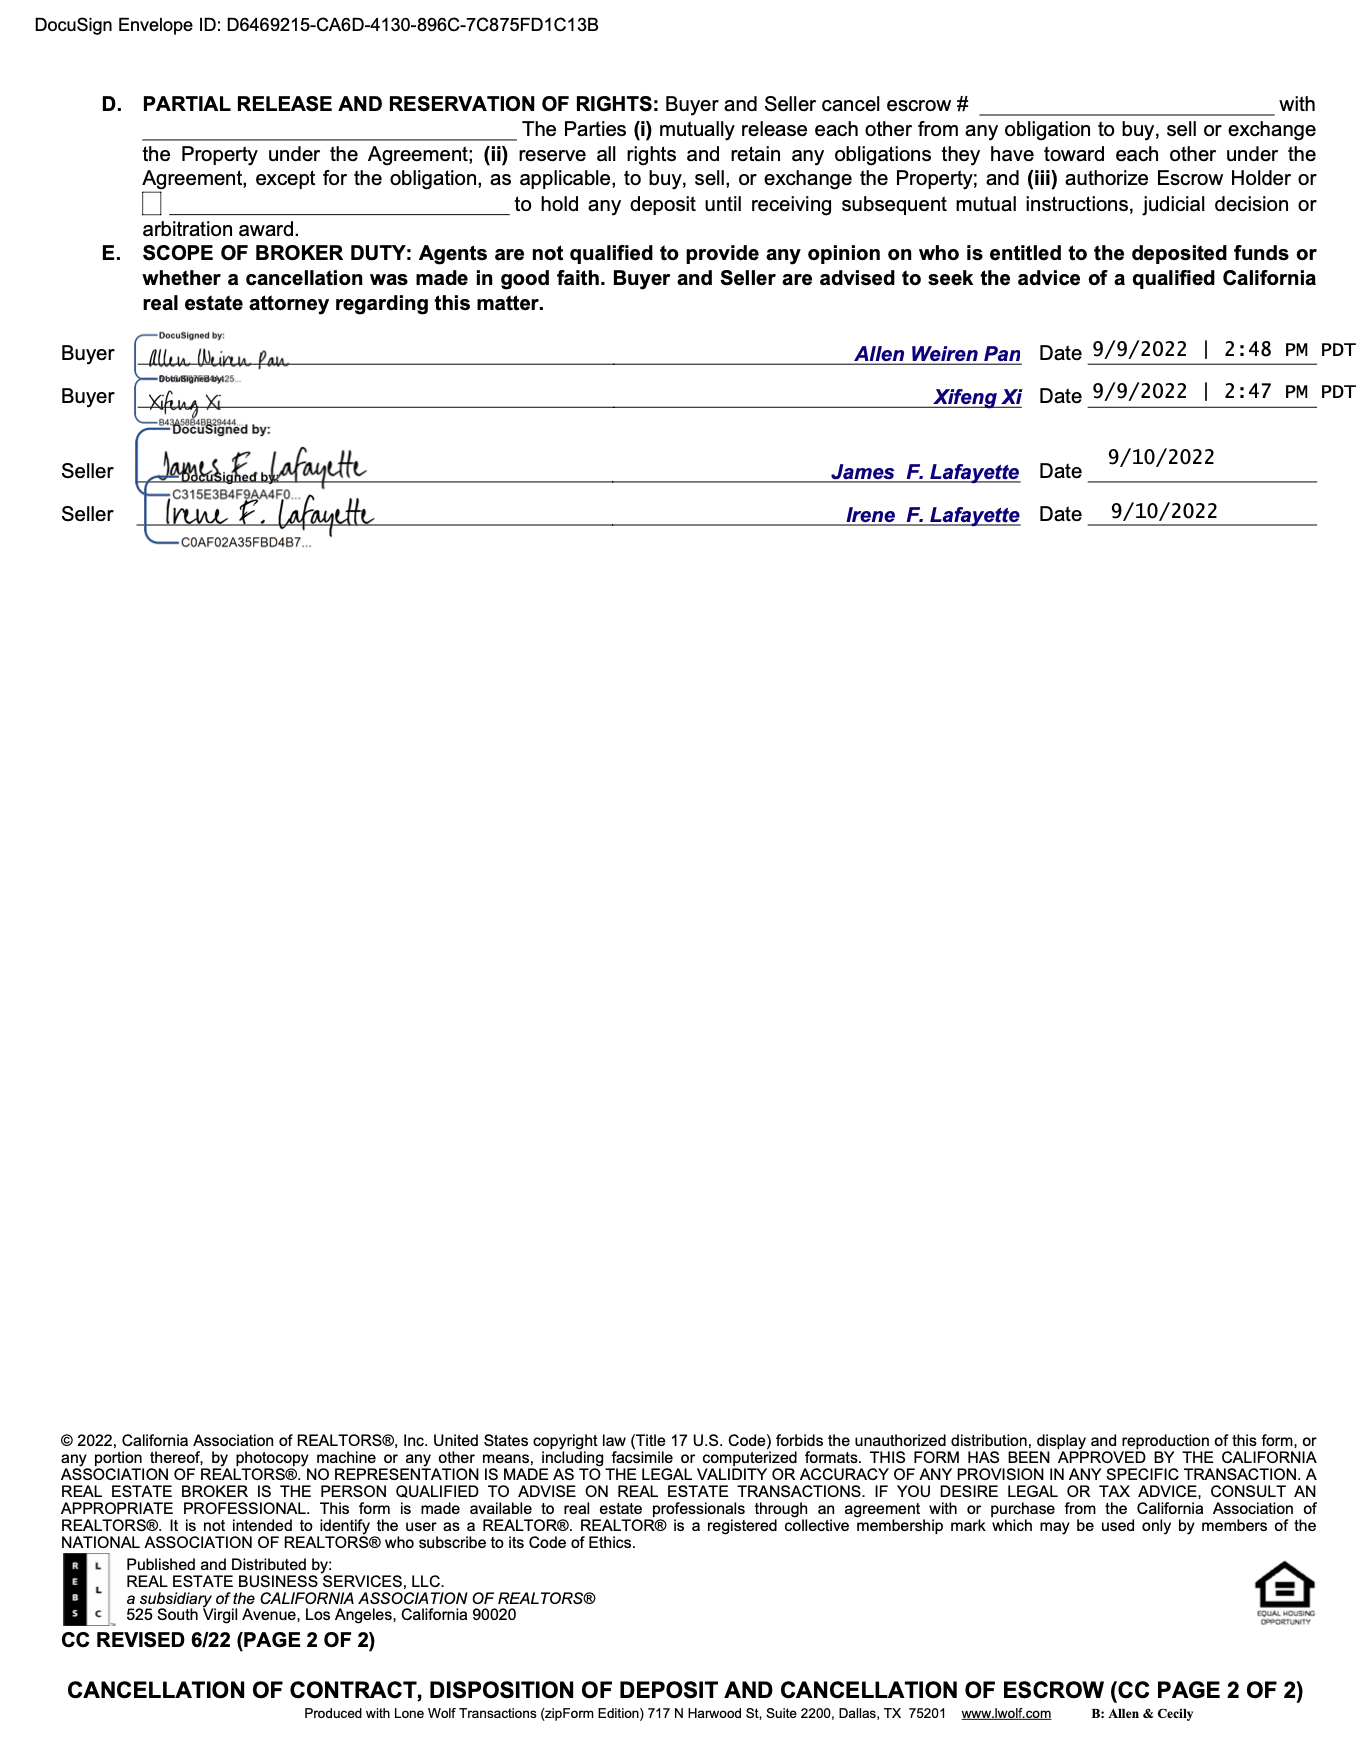 DocuSign Envelope ID: D6469215-CA6D-4130-896C-7C875FD1C13B
D. PARTIAL RELEASE AND RESERVATION OF RIGHTS: Buyer and Seller cancel escrow # with
The Parties (i) mutually release each other from any obligation to buy, sell or exchange
the Property under the Agreement; (ii) reserve all rights and retain any obligations they have toward each other under the
Agreement, except for the obligation, as applicable, to buy, sell, or exchange the Property; and (iii) authorize Escrow Holder or
to hold any deposit until receiving subsequent mutual instructions, judicial decision or
arbitration award.
E. SCOPE OF BROKER DUTY: Agents are not qualified to provide any opinion on who is entitled to the deposited funds or
whether a cancellation was made in good faith. Buyer and Seller are advised to seek the advice of a qualified California
real estate attorney regarding this matter.
DocuSigned by:
Buyer Allen Weiren Pan Allen Weiren Pan Date 9/9/2022 | 2:48 PM PDT
DocuSigned by:
Buyer Xifeng Xi Xifeng Xi Date 9/9/2022 | 2:47 PM PDT
B43A58B4BB29444...
DocuSigned by:
Seller James F. Lafayette James F. Lafayette Date 9/10/2022
DocuSigned by:
C315E3B4F9AA4F0...
Seller Irene F. Lafayette Irene F. Lafayette Date 9/10/2022
C0AF02A35FBD4B7...
© 2022, California Association of REALTORS®, Inc. United States copyright law (Title 17 U.S. Code) forbids the unauthorized distribution, display and reproduction of this form, or
any portion thereof, by photocopy machine or any other means, including facsimile or computerized formats. THIS FORM HAS BEEN APPROVED BY THE CALIFORNIA
ASSOCIATION OF REALTORS®. NO REPRESENTATION IS MADE AS TO THE LEGAL VALIDITY OR ACCURACY OF ANY PROVISION IN ANY SPECIFIC TRANSACTION. A
REAL ESTATE BROKER IS THE PERSON QUALIFIED TO ADVISE ON REAL ESTATE TRANSACTIONS. IF YOU DESIRE LEGAL OR TAX ADVICE, CONSULT AN
APPROPRIATE PROFESSIONAL. This form is made available to real estate professionals through an agreement with or purchase from the California Association of
REALTORS®. It is not intended to identify the user as a REALTOR®. REALTOR® is a registered collective membership mark which may be used only by members of the
NATIONAL ASSOCIATION OF REALTORS® who subscribe to its Code of Ethics.
R L
E L
B C
S
Published and Distributed by:
REAL ESTATE BUSINESS SERVICES, LLC.
a subsidiary of the CALIFORNIA ASSOCIATION OF REALTORS®
525 South Virgil Avenue, Los Angeles, California 90020
EQUAL HOUSING
OPPORTUNITY
CC REVISED 6/22 (PAGE 2 OF 2)
CANCELLATION OF CONTRACT, DISPOSITION OF DEPOSIT AND CANCELLATION OF ESCROW (CC PAGE 2 OF 2)
Produced with Lone Wolf Transactions (zipForm Edition) 717 N Harwood St, Suite 2200, Dallas, TX 75201 www.lwolf.com B: Allen & Cecily